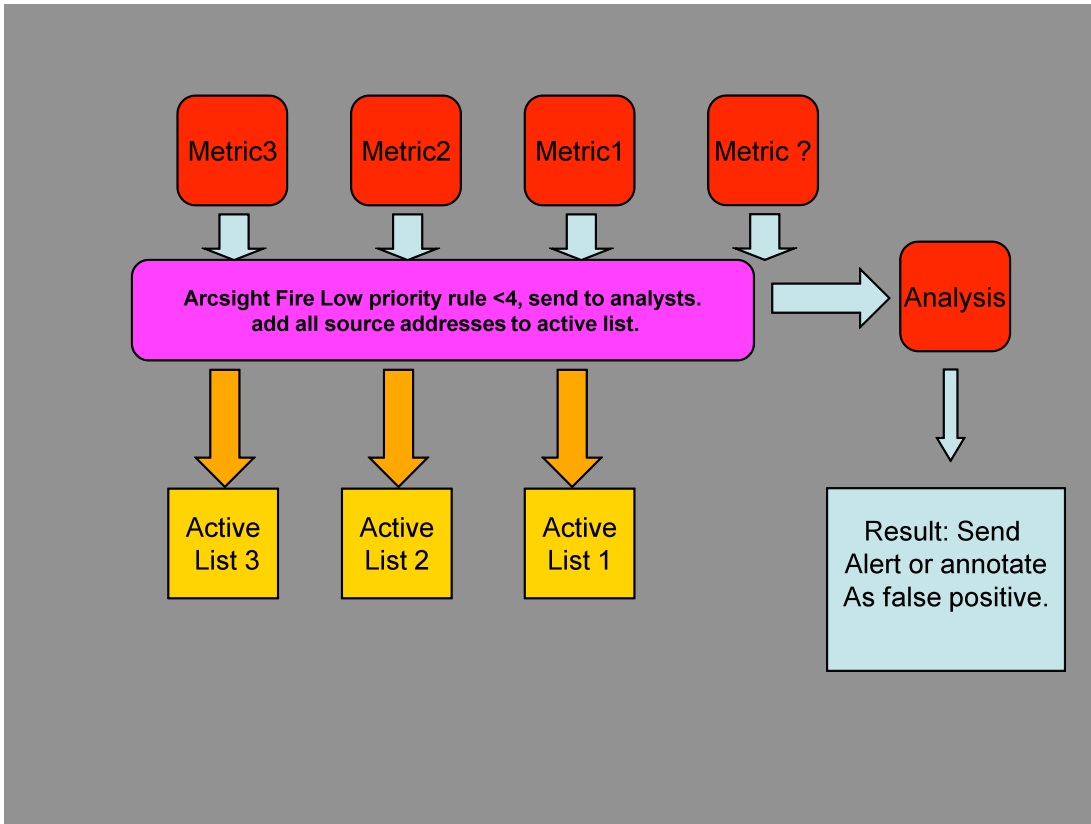 Metric3
Metric2
Metric1
Metric ?
Arcsight Fire Low priority rule <4, send to analysts.
add all source addresses to active list.
Analysis
Active
List 3
Active
List 2
Active
List 1
Result: Send
Alert or annotate
As false positive.